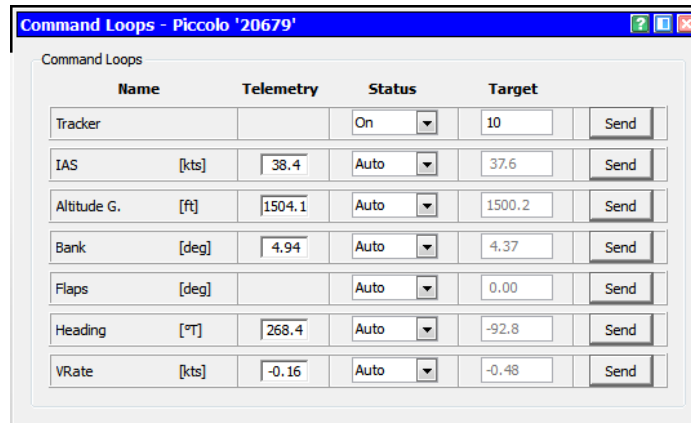 Command Loops - Piccolo '20679'
Command Loops
Name Telemetry Status Target
Tracker On 10 Send
IAS [kts] 38.4 Auto 37.6 Send
Altitude G. [ft] 1504.1 Auto 1500.2 Send
Bank [deg] 4.94 Auto 4.37 Send
Flaps [deg] Auto 0.00 Send
Heading [°T] 268.4 Auto -92.8 Send
VRate [kts] -0.16 Auto -0.48 Send